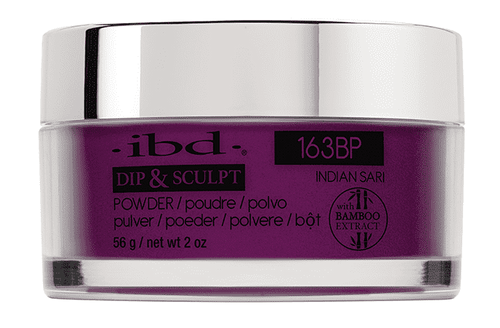 ·ibd·
DIP & SCULPT
POWDER / poudre / polvo
pulver / poeder / polvere / bột
56 g / net wt 2 oz
163BP
INDIAN SARI
with
BAMBOO
EXTRACT